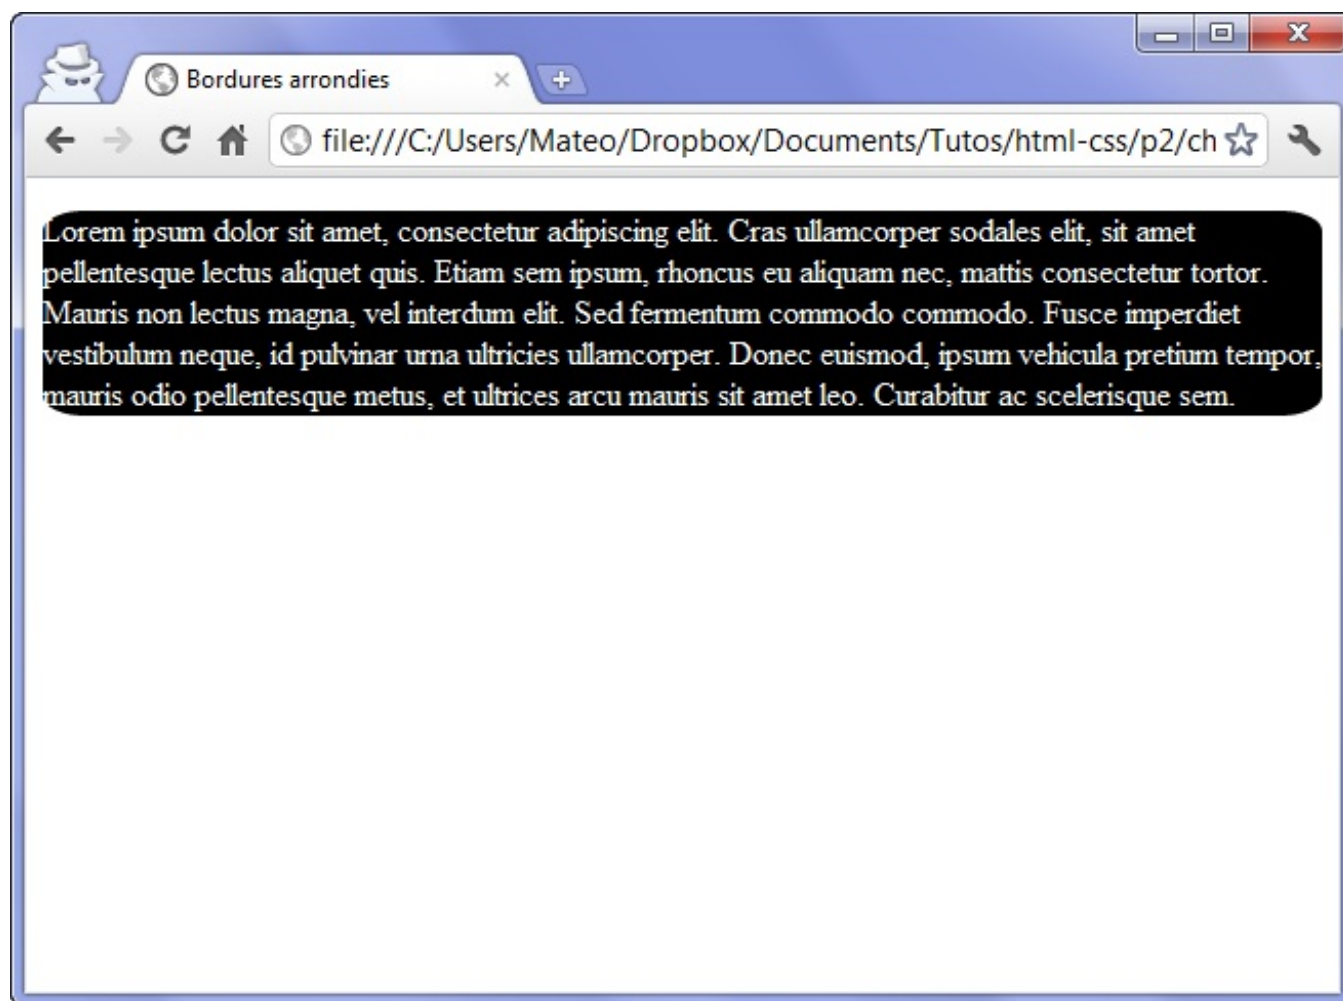 Bordures arrondies
file:///C:/Users/Mateo/Dropbox/Documents/Tutos/html-css/p2/ch
Lorem ipsum dolor sit amet, consectetur adipiscing elit. Cras ullamcorper sodales elit, sit amet
pellentesque lectus aliquet quis. Etiam sem ipsum, rhoncus eu aliquam nec, mattis consectetur tortor.
Mauris non lectus magna, vel interdum elit. Sed fermentum commodo commodo. Fusce imperdiet
vestibulum neque, id pulvinar urna ultricies ullamcorper. Donec euismod, ipsum vehicula pretium tempor,
mauris odio pellentesque metus, et ultrices arcu mauris sit amet leo. Curabitur ac scelerisque sem.